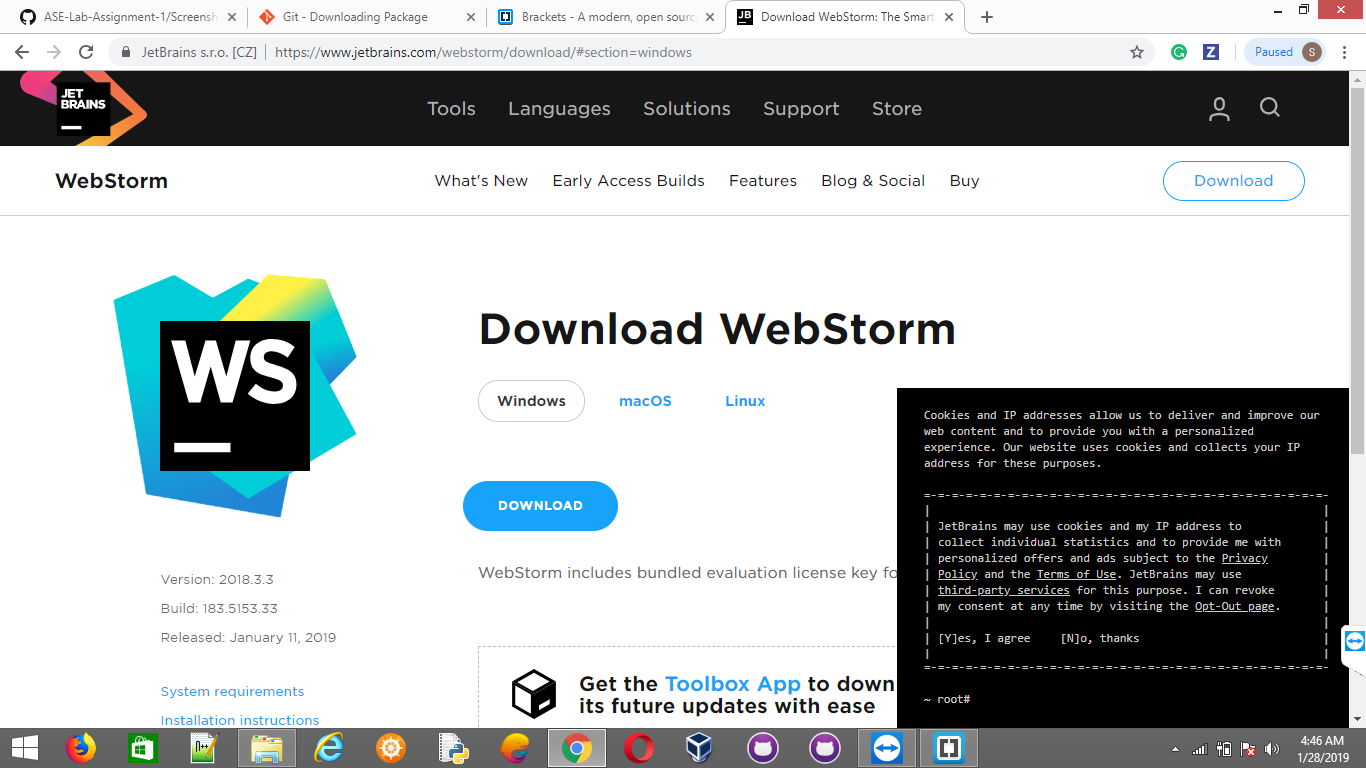 ASE-Lab-Assignment-1/Screensh
Git - Downloading Package
Brackets - A modern, open sourc
JB
Download WebStorm: The Smart
JetBrains s.r.o. [CZ]
https://www.jetbrains.com/webstorm/download/#section=windows
G
Z
Paused
S
JET
BRAINS
Tools
Languages
Solutions
Support
Store
WebStorm
What's New
Early Access Builds
Features
Blog & Social
Buy
Download
WS
Download WebStorm
Windows
macOS
Linux
DOWNLOAD
WebStorm includes bundled evaluation license key fo
Version: 2018.3.3
Build: 183.5153.33
Released: January 11, 2019
System requirements
Installation instructions
Get the Toolbox App to down
its future updates with ease
Cookies and IP addresses allow us to deliver and improve our
web content and to provide you with a personalized
experience. Our website uses cookies and collects your IP
address for these purposes.
JetBrains may use cookies and my IP address to
collect individual statistics and to provide me with
personalized offers and ads subject to the Privacy
Policy and the Terms of Use. JetBrains may use
third-party services for this purpose. I can revoke
my consent at any time by visiting the Opt-Out page.
[Y]es, I agree [N]o, thanks
~ root#
4:46 AM
1/28/2019